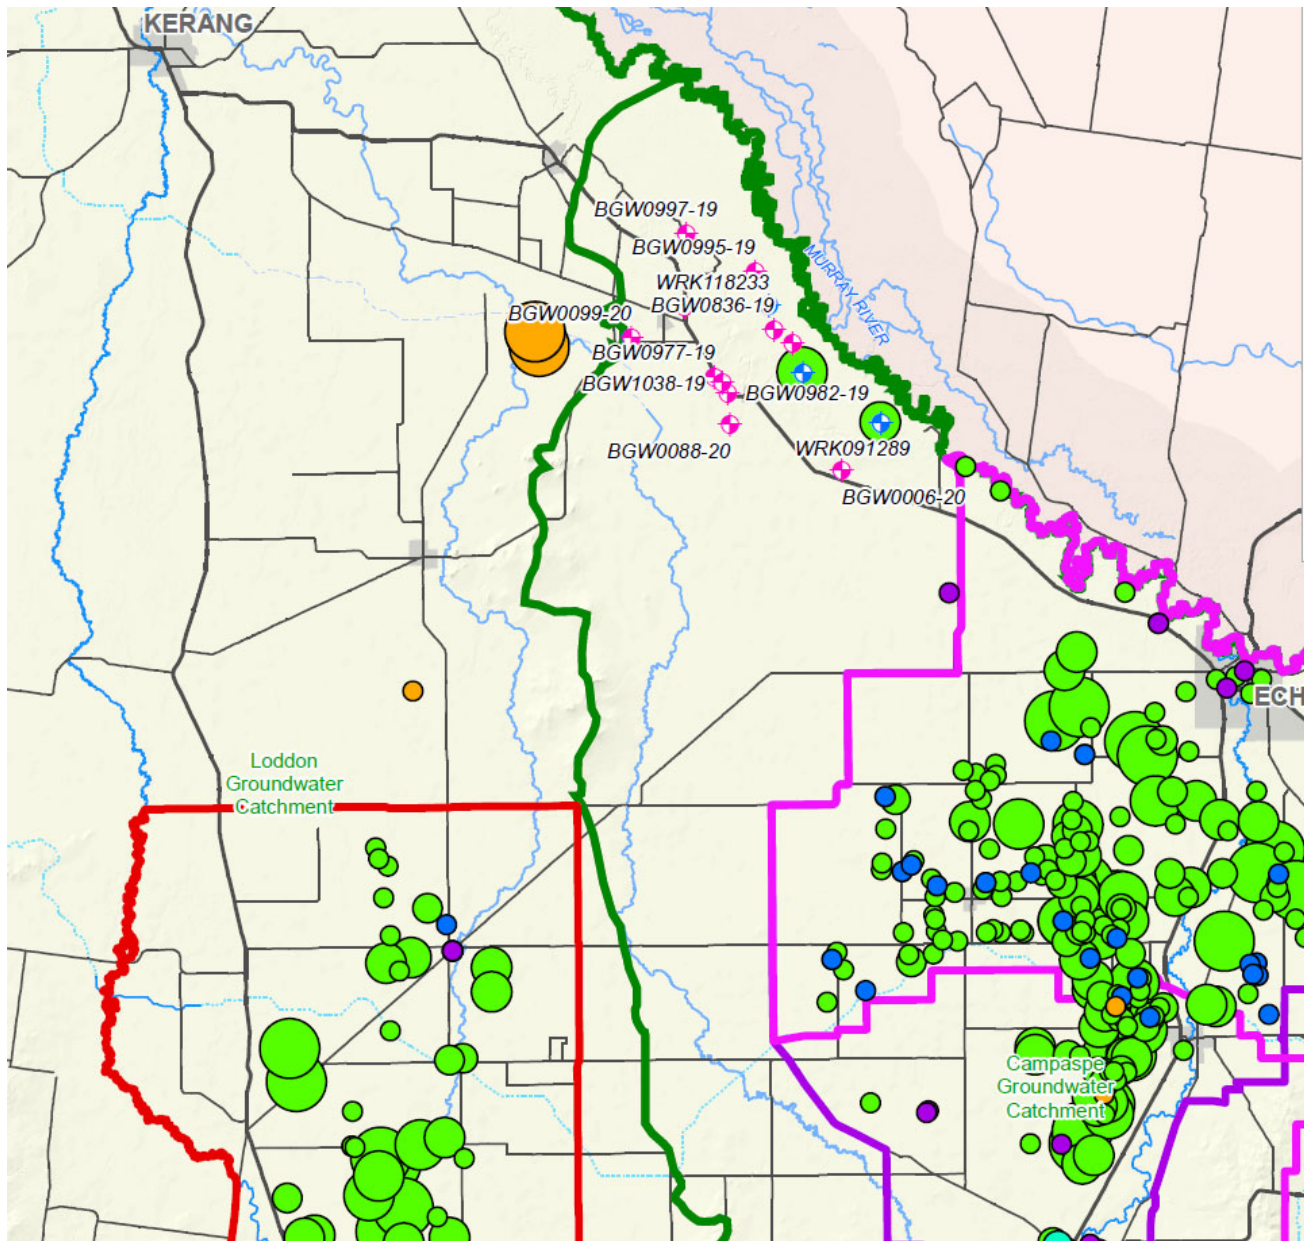 KERANG
BGW0997-19
BGW0995-19
MURRAY RIVER
WRK118233
BGW0836-19
BGW0099-20
BGW0977-19
BGW1038-19
BGW0982-19
BGW0088-20
WRK091289
BGW0006-20
ECH
Loddon
Groundwater
Catchment
Campaspe
Groundwater
Catchment